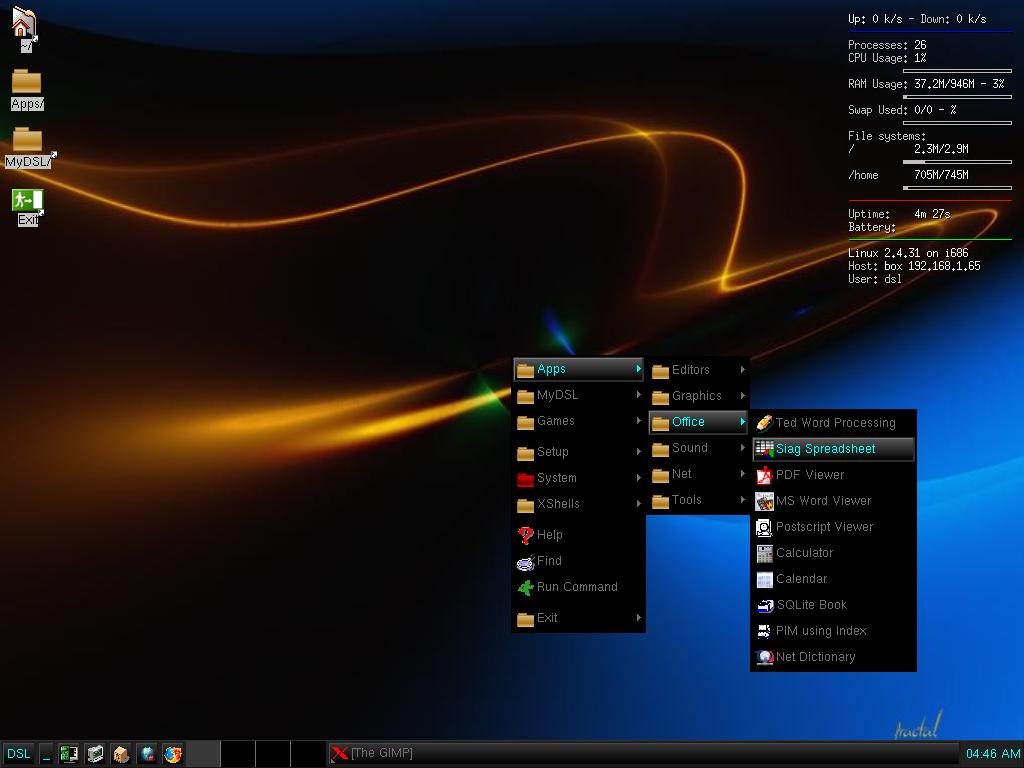 ~/
Apps/
MyDSL/
Exit
Up: 0 k/s - Down: 0 k/s
Processes: 26
CPU Usage: 1%
RAM Usage: 37.2M/946M - 3%
Swap Used: 0/0 - %
File systems:
/ 2.3M/2.9M
/home 705M/745M
Uptime: 4m 27s
Battery:
Linux 2.4.31 on i686
Host: box 192.168.1.65
User: dsl
Apps
MyDSL
Games
Setup
System
XShells
Help
Find
Run Command
Exit
Editors
Graphics
Office
Sound
Net
Tools
Ted Word Processing
Siag Spreadsheet
PDF Viewer
MS Word Viewer
Postscript Viewer
Calculator
Calendar
SQLite Book
PIM using Index
Net Dictionary
fractal
DSL _ [The GIMP] 04:46 AM